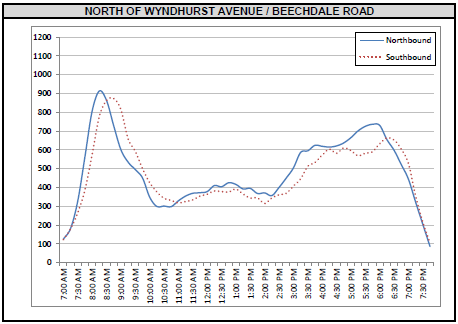 NORTH OF WYNDHURST AVENUE / BEECHDALE ROAD
Northbound
Southbound
1200
1100
1000
900
800
700
600
500
400
300
200
100
0
7:00 AM
7:30 AM
8:00 AM
8:30 AM
9:00 AM
9:30 AM
10:00 AM
10:30 AM
11:00 AM
11:30 AM
12:00 PM
12:30 PM
1:00 PM
1:30 PM
2:00 PM
2:30 PM
3:00 PM
3:30 PM
4:00 PM
4:30 PM
5:00 PM
5:30 PM
6:00 PM
6:30 PM
7:00 PM
7:30 PM